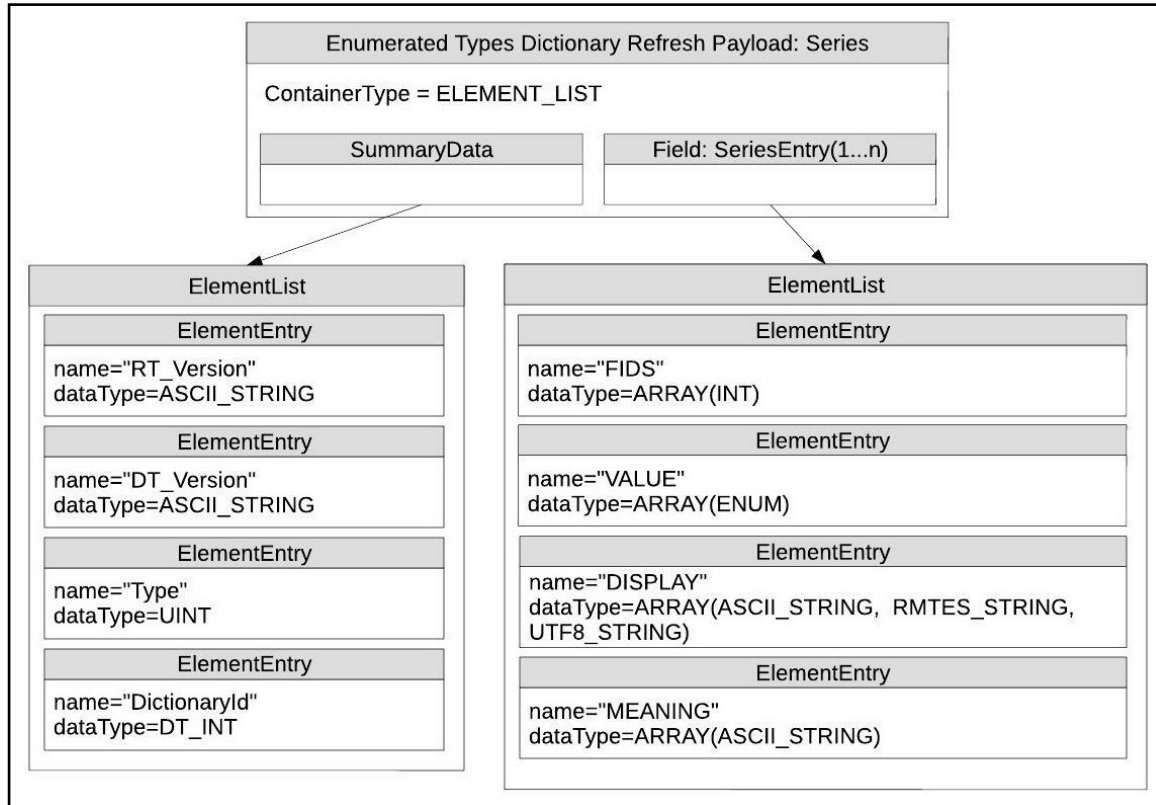 Enumerated Types Dictionary Refresh Payload: Series
ContainerType = ELEMENT_LIST
SummaryData
Field: SeriesEntry(1...n)
ElementList
ElementEntry
name="RT_Version"
dataType=ASCII_STRING
ElementEntry
name="DT_Version"
dataType=ASCII_STRING
ElementEntry
name="Type"
dataType=UINT
ElementEntry
name="DictionaryId"
dataType=DT_INT
ElementList
ElementEntry
name="FIDS"
dataType=ARRAY(INT)
ElementEntry
name="VALUE"
dataType=ARRAY(ENUM)
ElementEntry
name="DISPLAY"
dataType=ARRAY(ASCII_STRING, RMTES_STRING,
UTF8_STRING)
ElementEntry
name="MEANING"
dataType=ARRAY(ASCII_STRING)